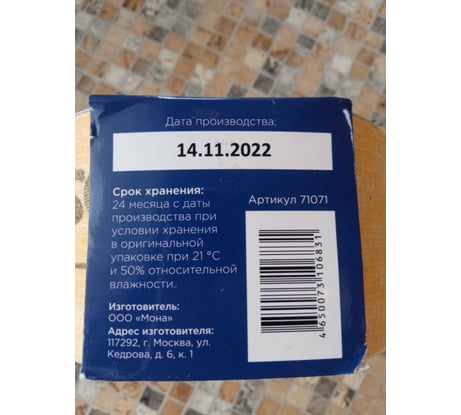 Дата производства:
14.11.2022
Срок хранения:
24 месяца с даты
производства при
условии хранения
в оригинальной
упаковке при 21 °C
и 50% относительной
влажности.
Артикул 71071
4650073106831
Изготовитель:
ООО «Мона»
Адрес изготовителя:
117292, г. Москва, ул.
Кедрова, д. 6, к. 1